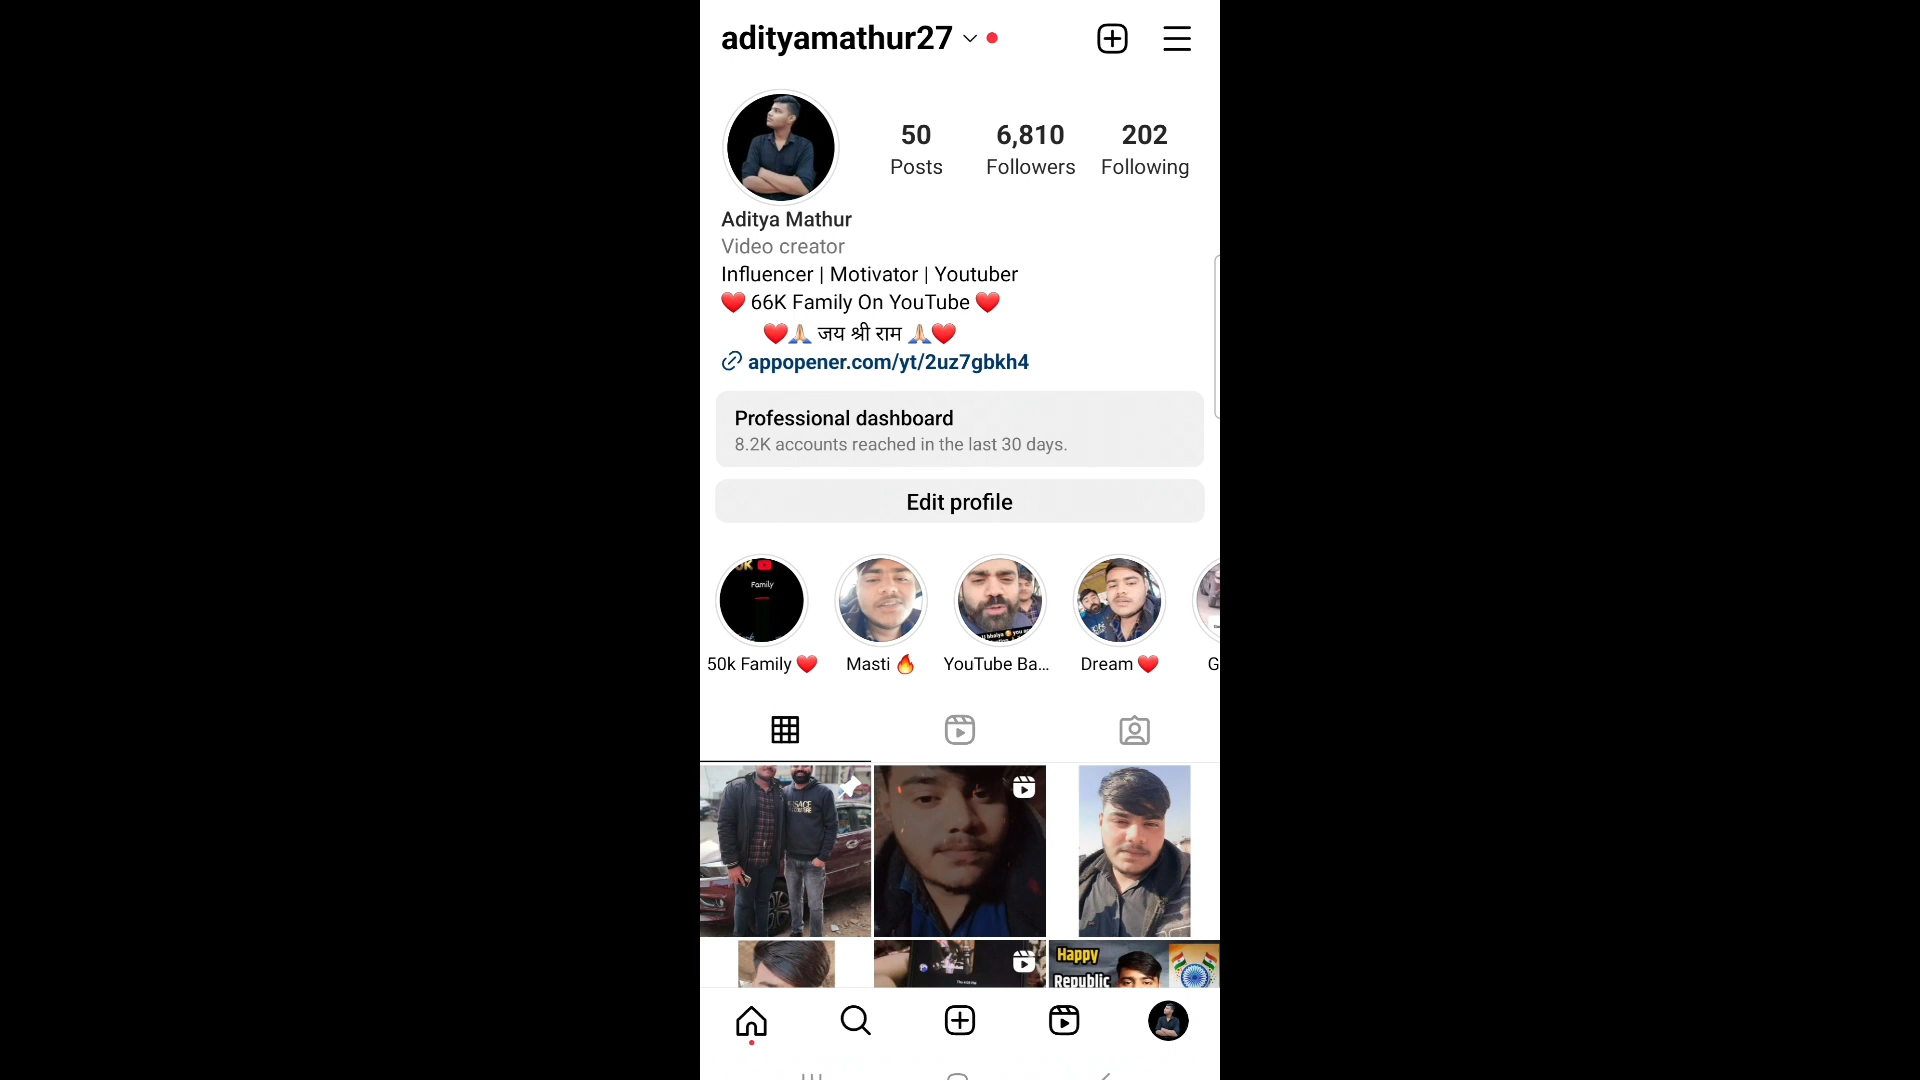 adityamathur27
50 6,810 202
Posts Followers Following
Aditya Mathur
Video creator
Influencer | Motivator | Youtuber
❤️ 66K Family On YouTube ❤️
❤️🙏🏻 जय श्री राम 🙏🏻❤️
appopener.com/yt/2uz7gbkh4
Professional dashboard
8.2K accounts reached in the last 30 days.
Edit profile
Family
50k Family ❤️ Masti 🔥 YouTube Ba... Dream ❤️ G
Happy
Republic